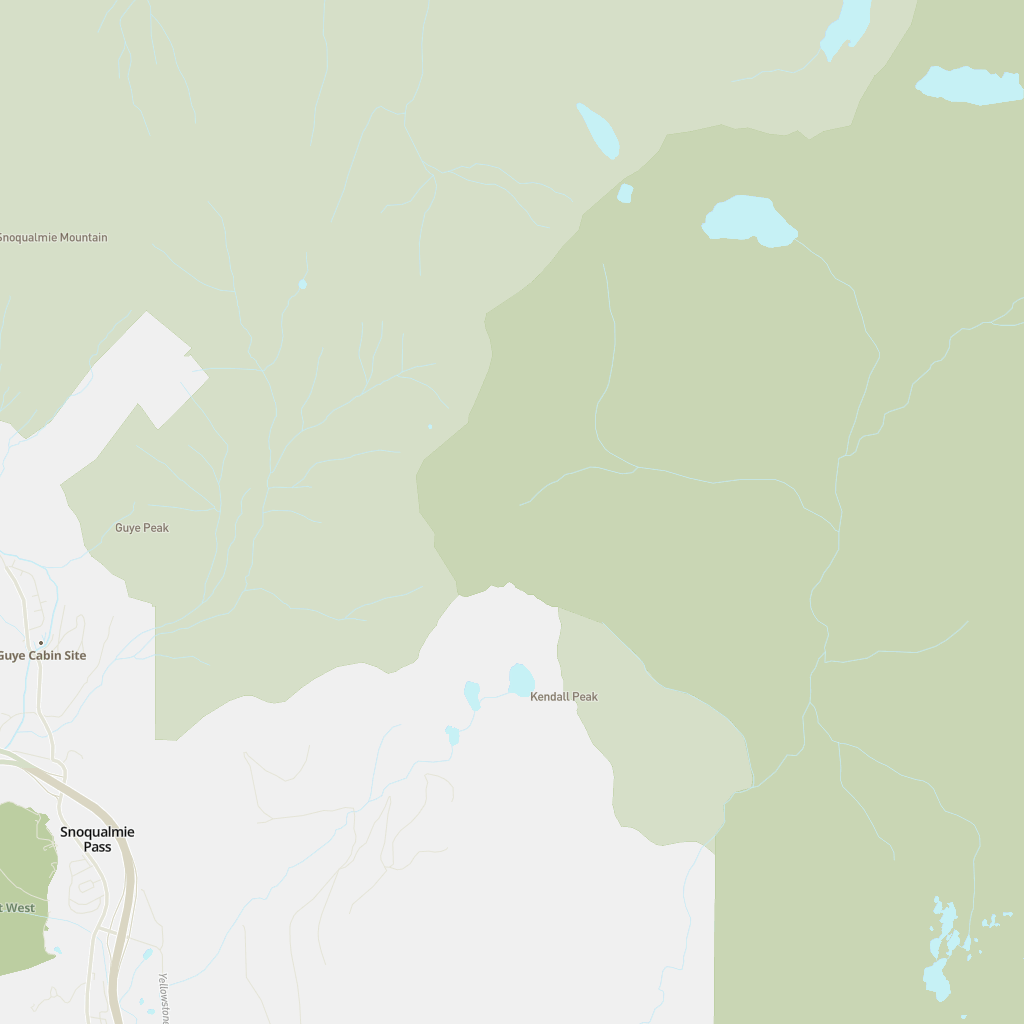 Snoqualmie Mountain
Guye Peak
Guye Cabin Site
Kendall Peak
Snoqualmie
Pass
West
Yellowstone